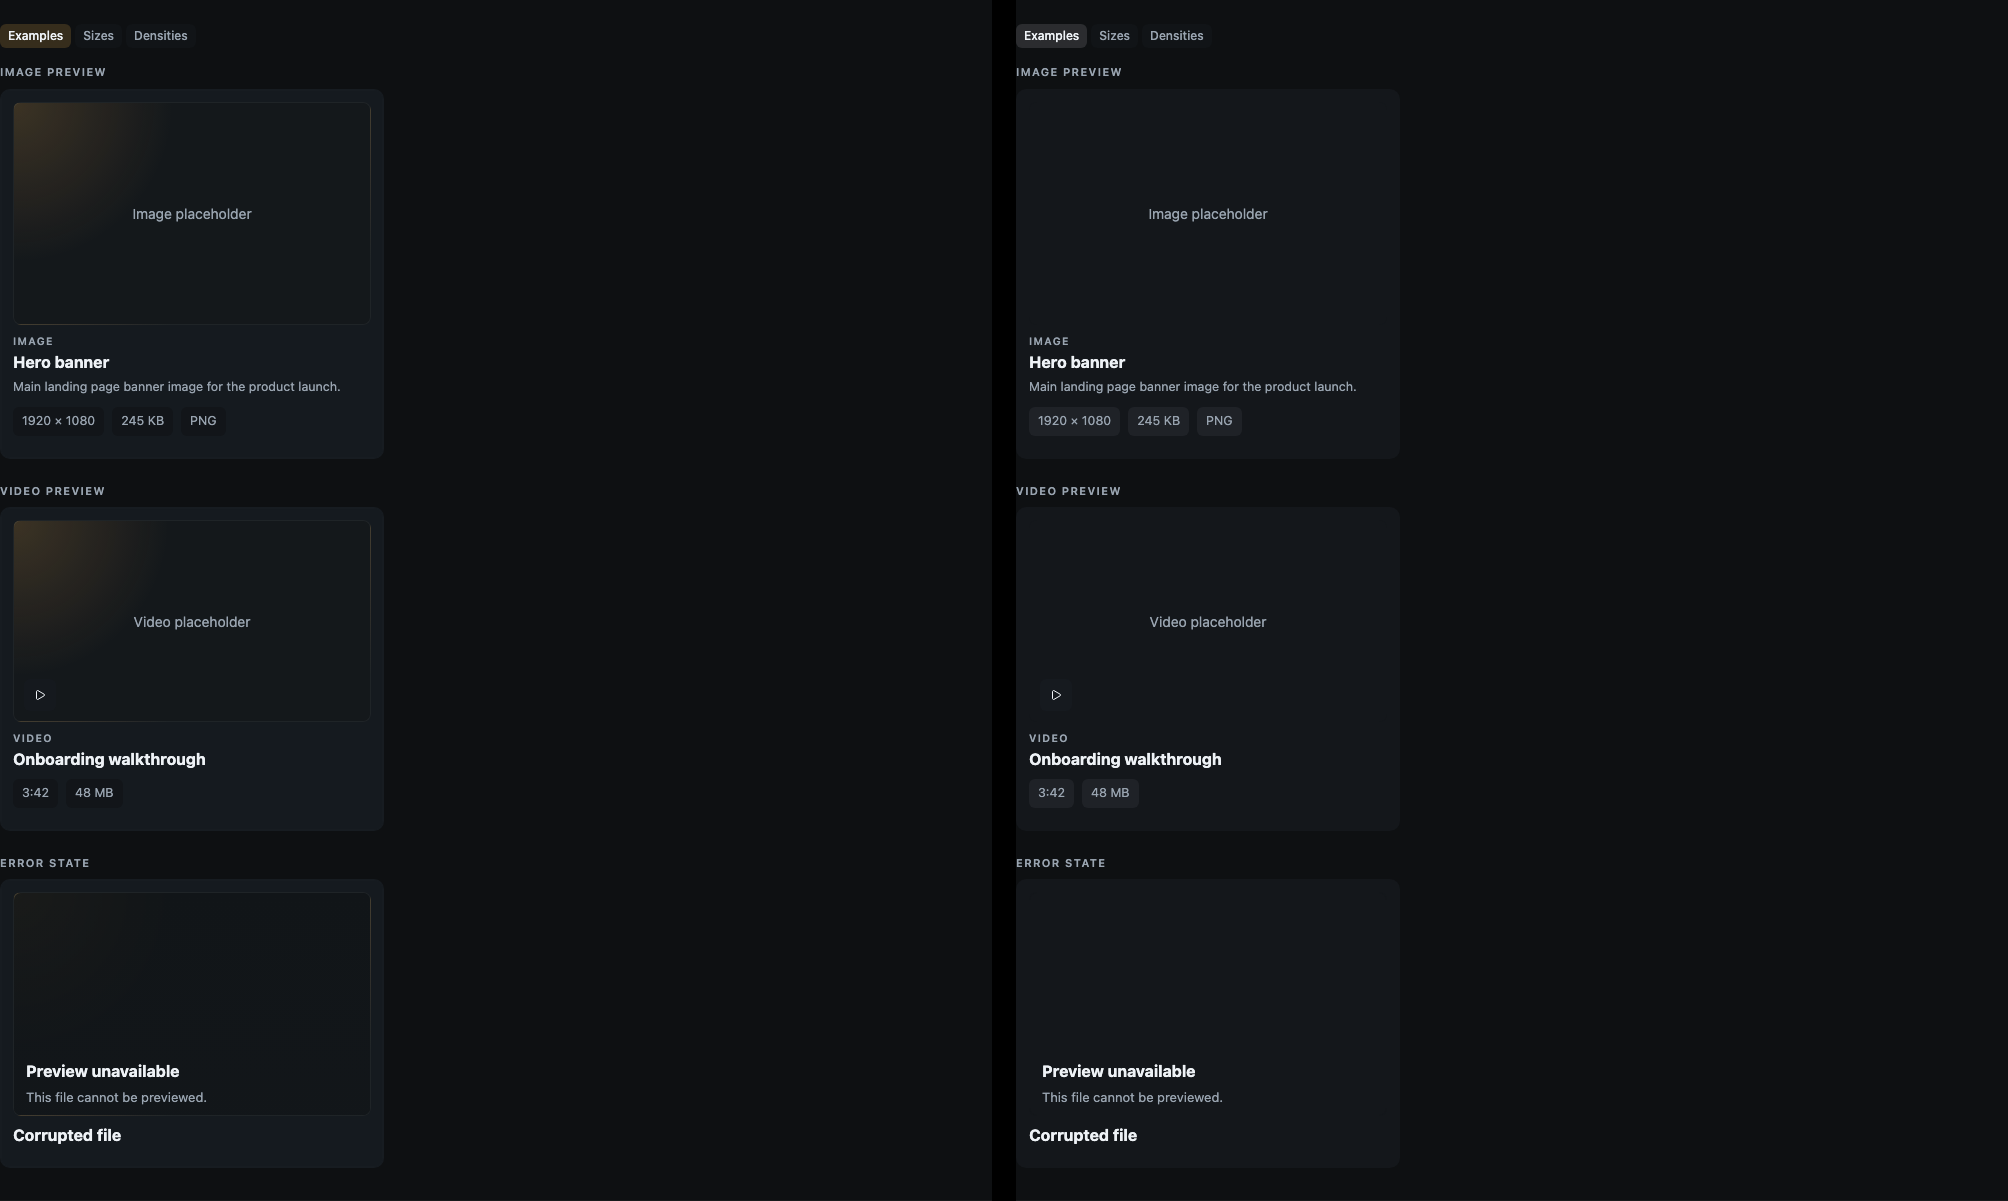 Examples Sizes Densities
IMAGE PREVIEW
Image placeholder
IMAGE
Hero banner
Main landing page banner image for the product launch.
1920 × 1080 245 KB PNG
VIDEO PREVIEW
Video placeholder
VIDEO
Onboarding walkthrough
3:42 48 MB
ERROR STATE
Preview unavailable
This file cannot be previewed.
Corrupted file
Examples Sizes Densities
IMAGE PREVIEW
Image placeholder
IMAGE
Hero banner
Main landing page banner image for the product launch.
1920 × 1080 245 KB PNG
VIDEO PREVIEW
Video placeholder
VIDEO
Onboarding walkthrough
3:42 48 MB
ERROR STATE
Preview unavailable
This file cannot be previewed.
Corrupted file